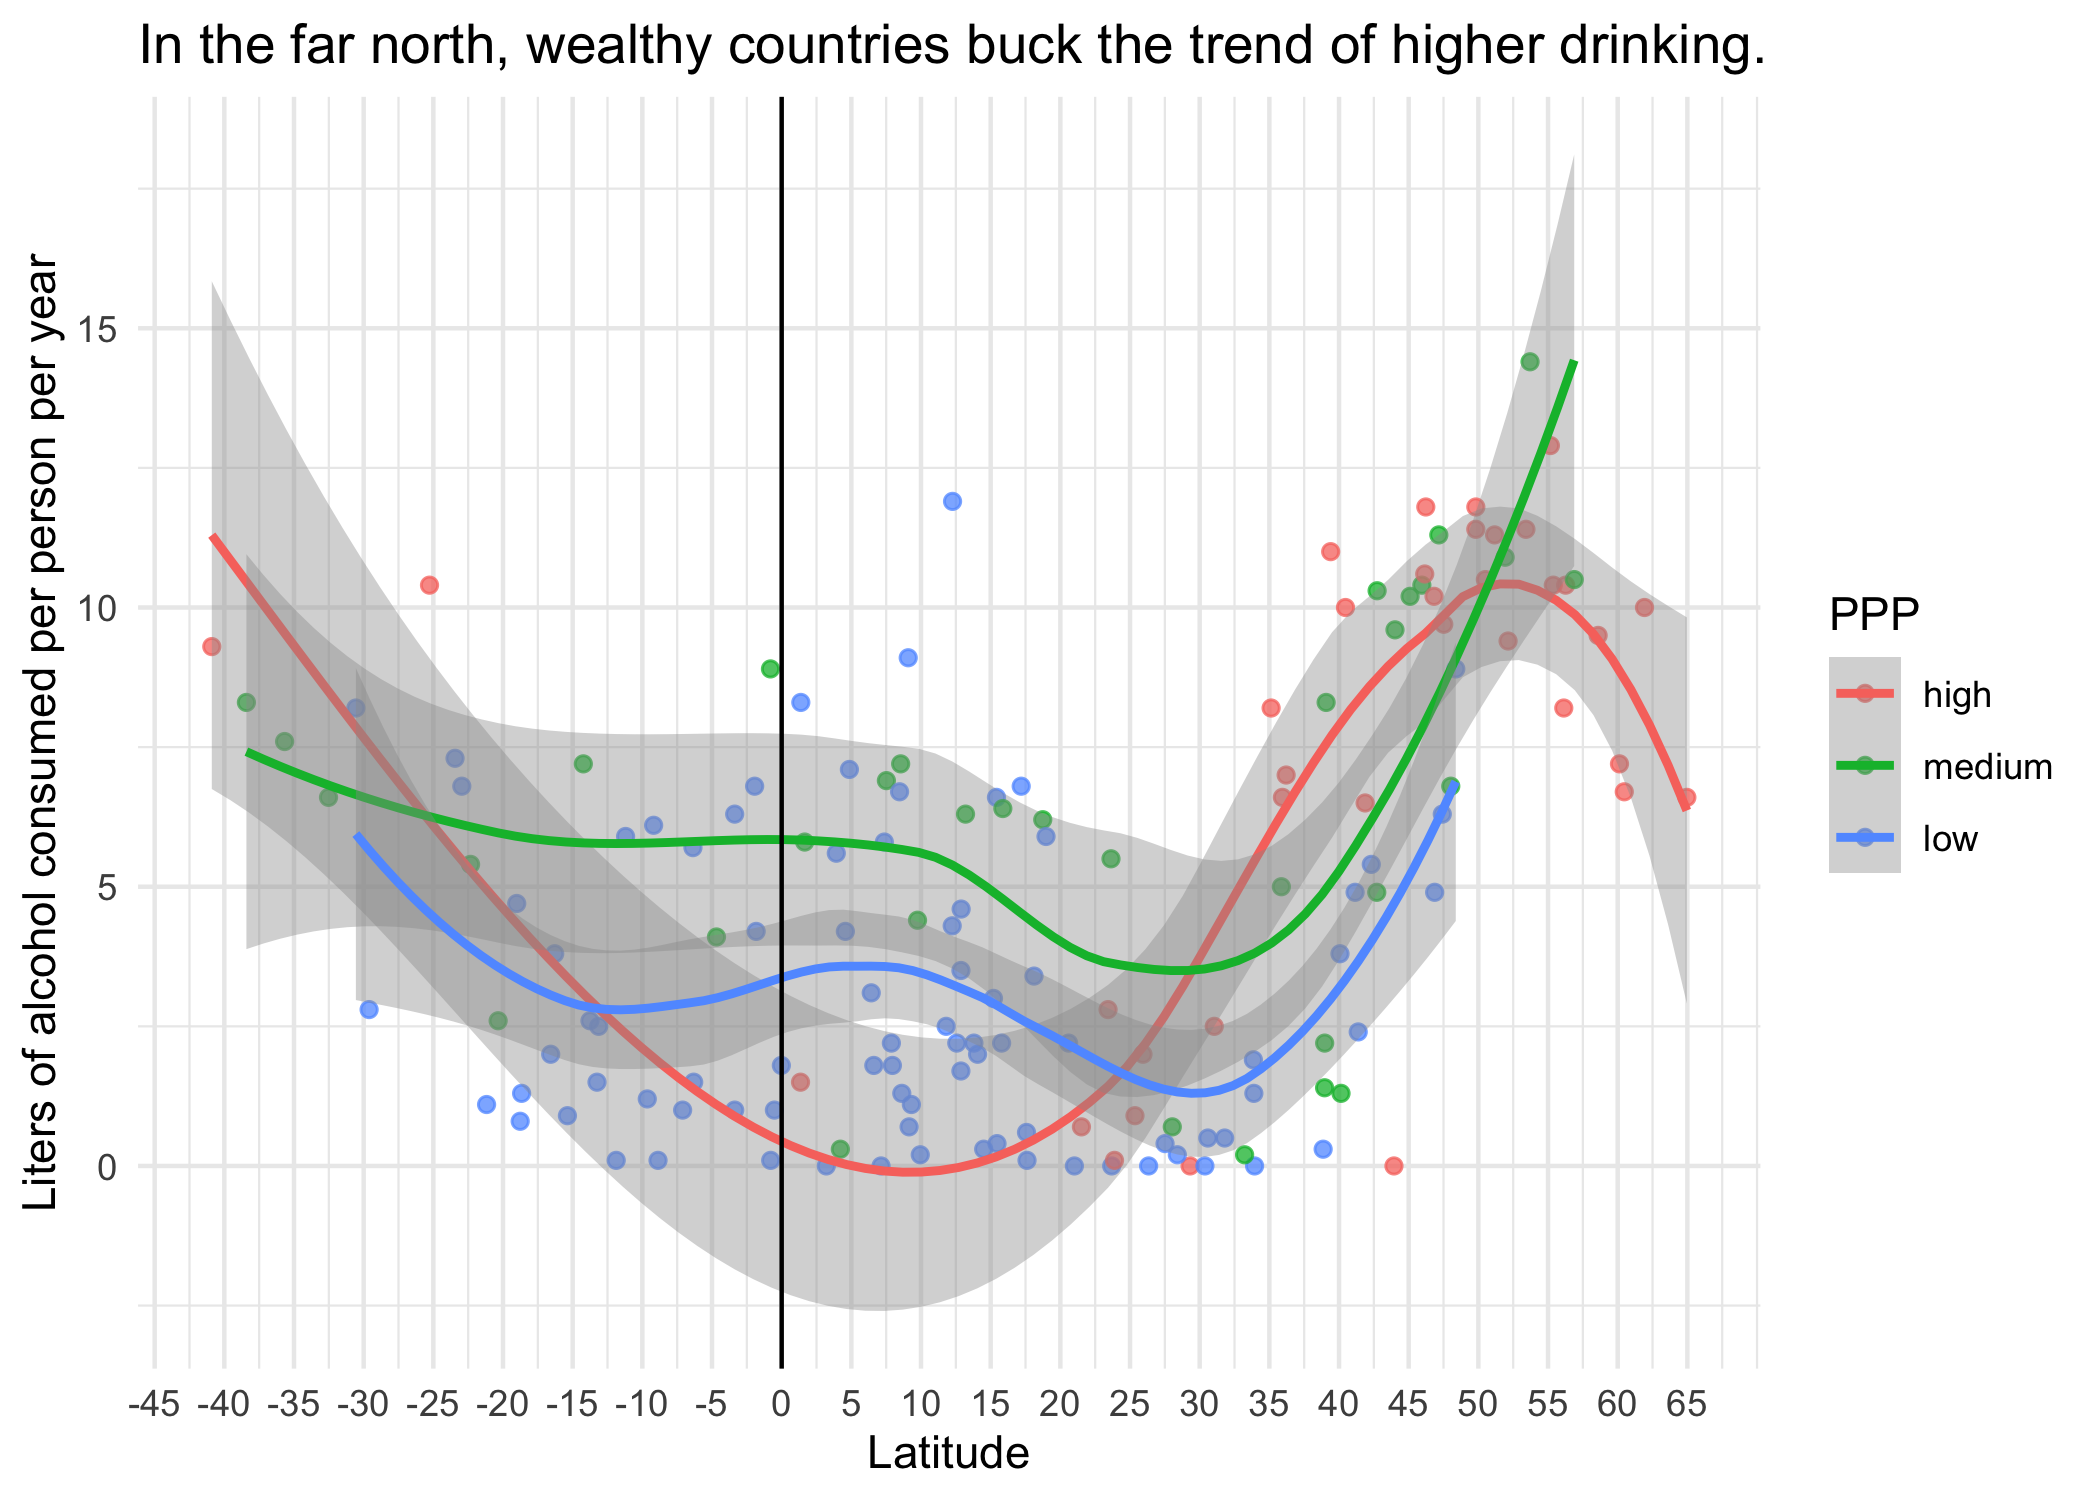 In the far north, wealthy countries buck the trend of higher drinking.
Liters of alcohol consumed per person per year
15
10
5
0
-45 -40 -35 -30 -25 -20 -15 -10 -5 0 5 10 15 20 25 30 35 40 45 50 55 60 65
Latitude
PPP
high
medium
low